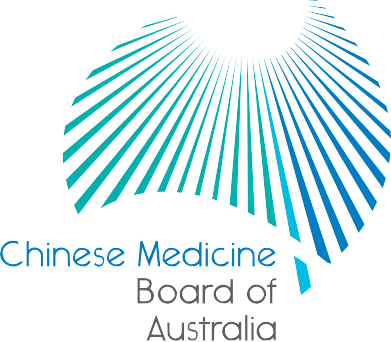 Chinese Medicine
Board of
Australia